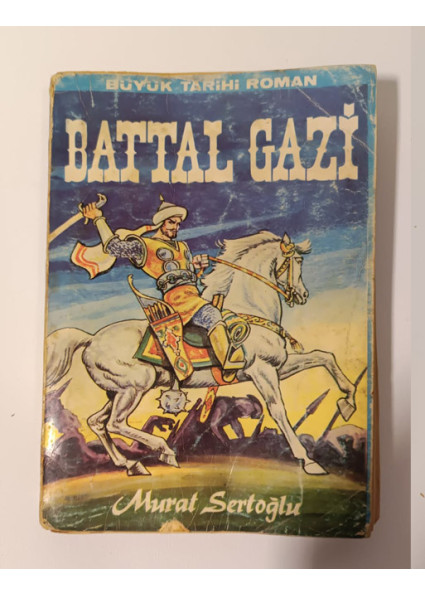 BÜYÜK TARİHİ ROMAN
BATTAL GAZİ
Murat Sertoğlu